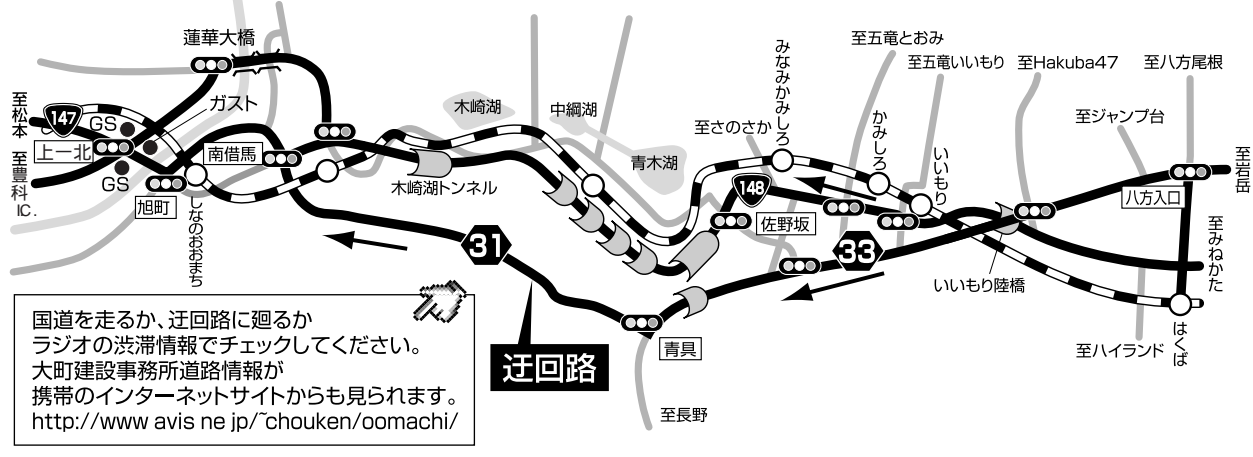 蓮華大橋
至松本
147
GS
ガスト
上一北
GS
至豊科IC.
旭町
しなのおおまち
南借馬
木崎湖
木崎湖トンネル
中綱湖
青木湖
至さのさか
みなみかみしろ
148
佐野坂
至五竜とおみ
かみしろ
至五竜いいもり
いいもり
至Hakuba47
至ジャンプ台
至八方尾根
至岩岳
八方入口
至みねかた
いいもり陸橋
至ハイランド
はくば
31
33
迂回路
青具
至長野
国道を走るか、迂回路に廻るか
ラジオの渋滞情報でチェックしてください。
大町建設事務所道路情報が
携帯のインターネットサイトからも見られます。
http://www avis ne jp/~chouken/oomachi/